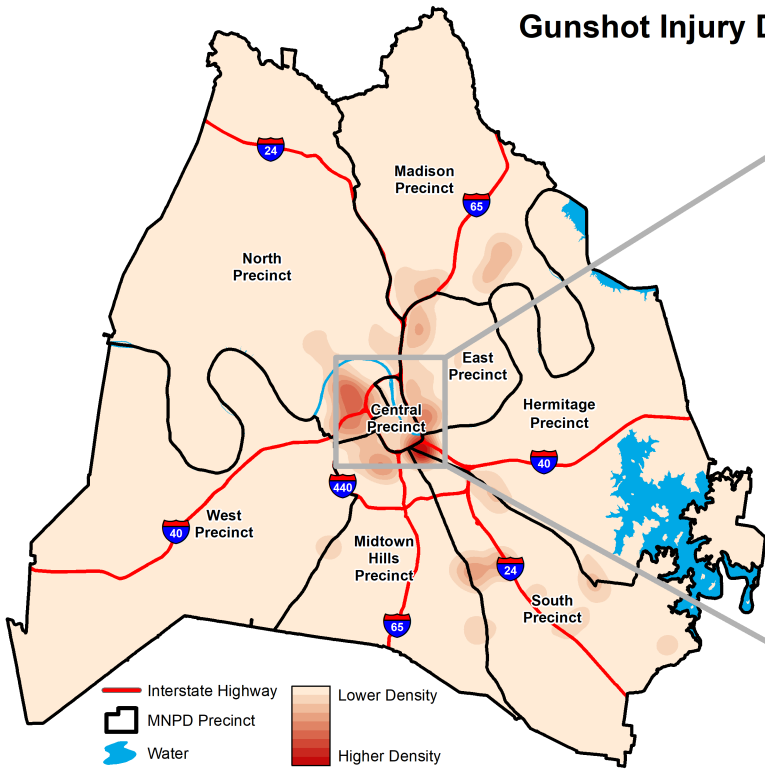 Gunshot Injury D
24
Madison
Precinct
65
North
Precinct
East
Precinct
Central
Precinct
Hermitage
Precinct
40
440
40
West
Precinct
Midtown
Hills
Precinct
24
South
Precinct
65
Interstate Highway
MNPD Precinct
Water
Lower Density
Higher Density